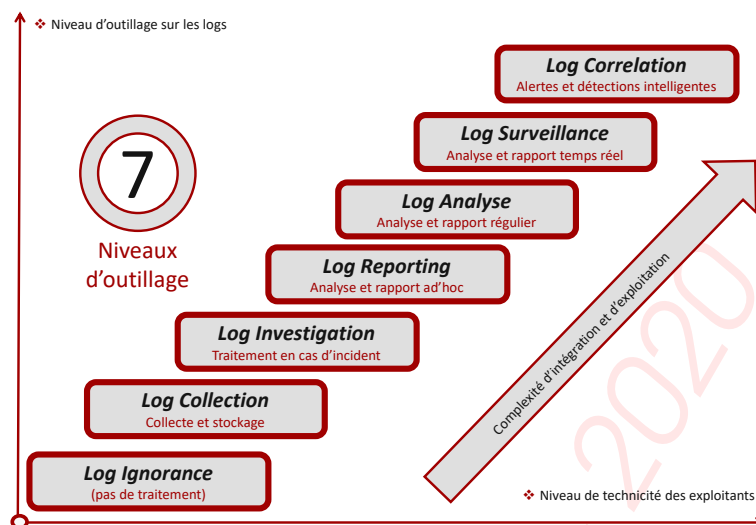 ❖ Niveau d'outillage sur les logs
Log Correlation
Alertes et détections intelligentes
Log Surveillance
Analyse et rapport temps réel
7
Niveaux
d'outillage
Log Analyse
Analyse et rapport régulier
Log Reporting
Analyse et rapport ad'hoc
Log Investigation
Traitement en cas d'incident
Log Collection
Collecte et stockage
Log Ignorance
(pas de traitement)
Complexité d'intégration et d'exploitation
2020
❖ Niveau de technicité des exploitants